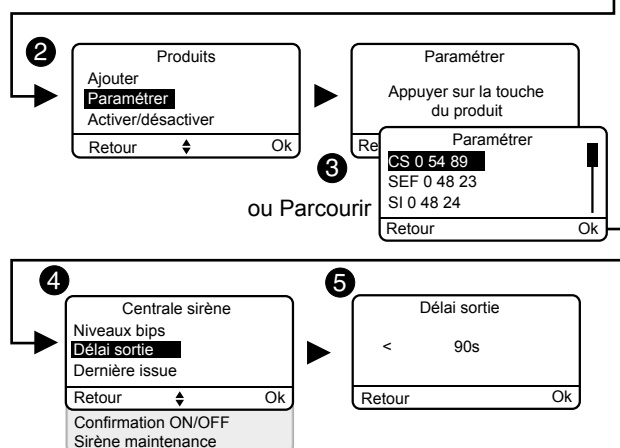 2
Produits
Ajouter
Paramétrer
Activer/désactiver
Retour Ok
Paramétrer
Appuyer sur la touche
du produit
Re
3
ou Parcourir
Paramétrer
CS 0 54 89
SEF 0 48 23
SI 0 48 24
Retour Ok
4
Centrale sirène
Niveaux bips
Délai sortie
Dernière issue
Retour Ok
Confirmation ON/OFF
Sirène maintenance
5
Délai sortie
< 90s
Retour Ok